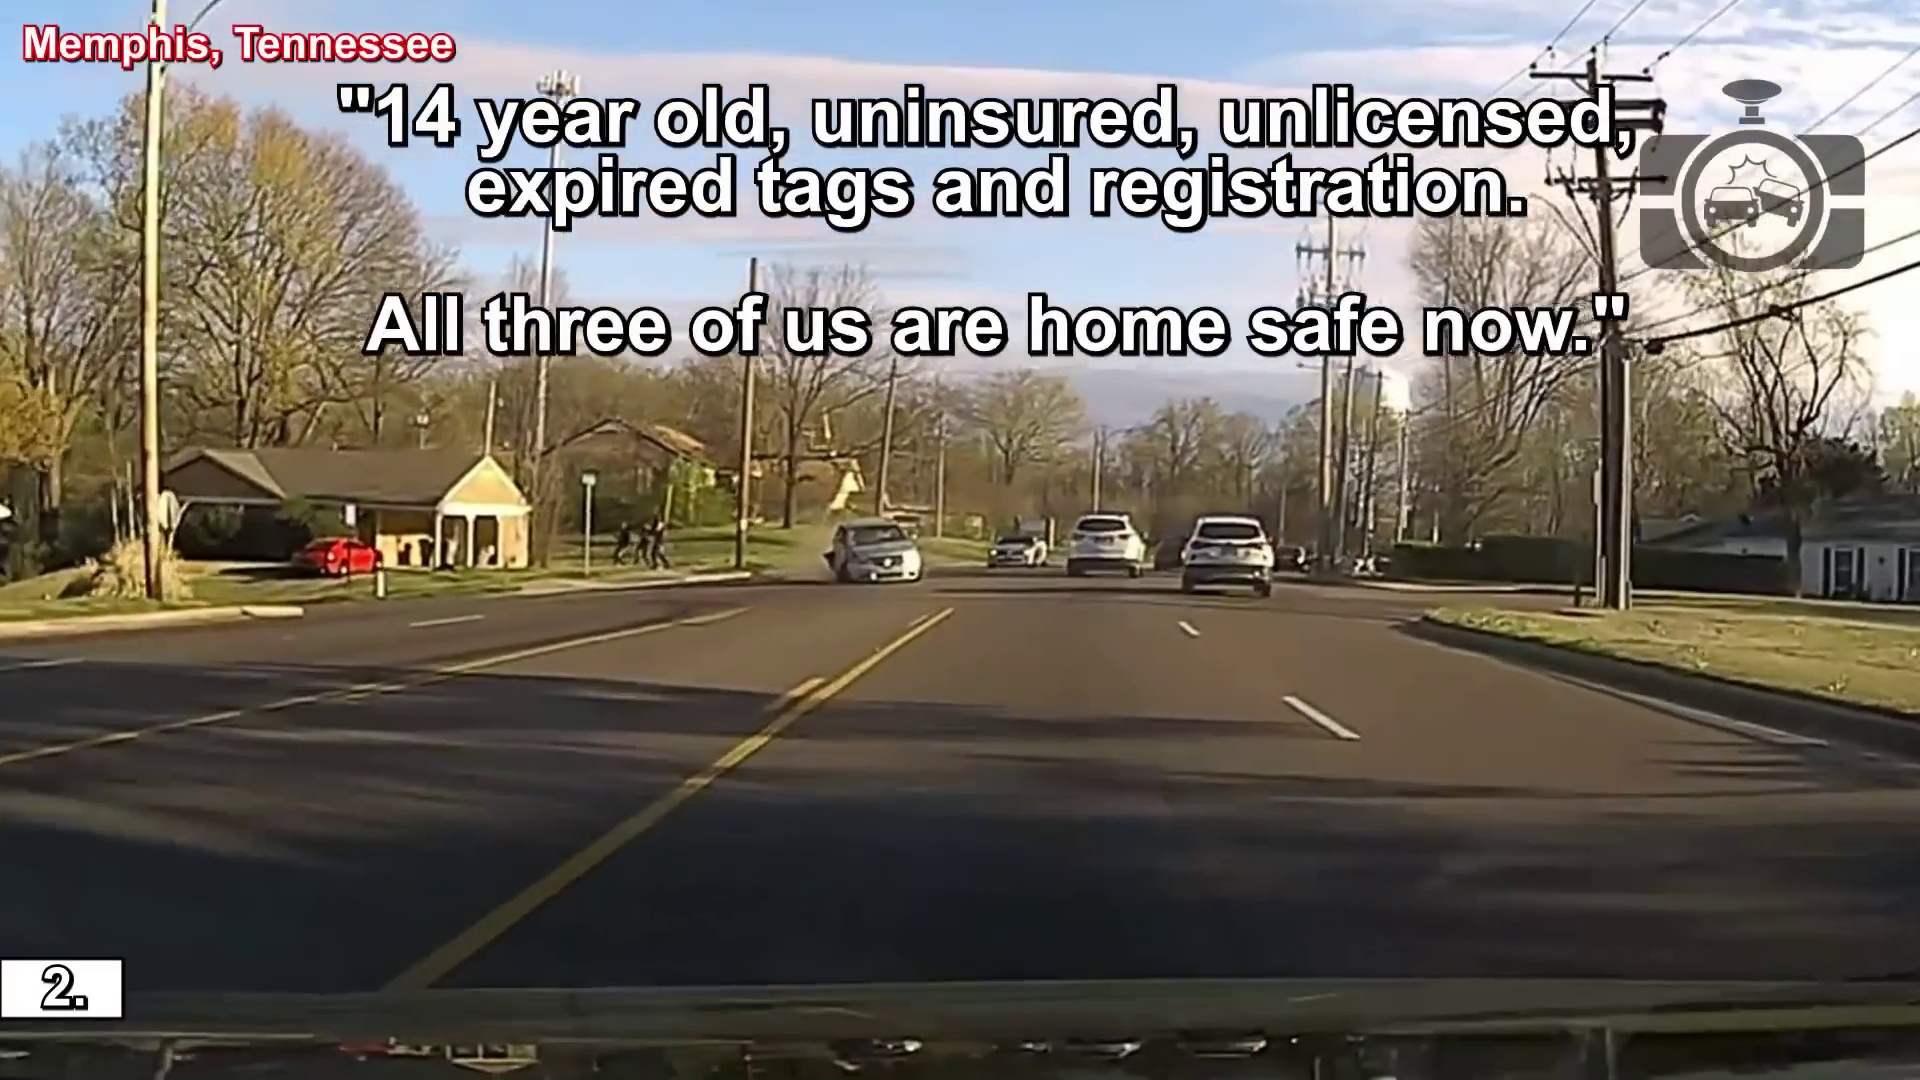 Memphis, Tennessee
"14 year old, uninsured, unlicensed,
expired tags and registration.
All three of us are home safe now."
2.